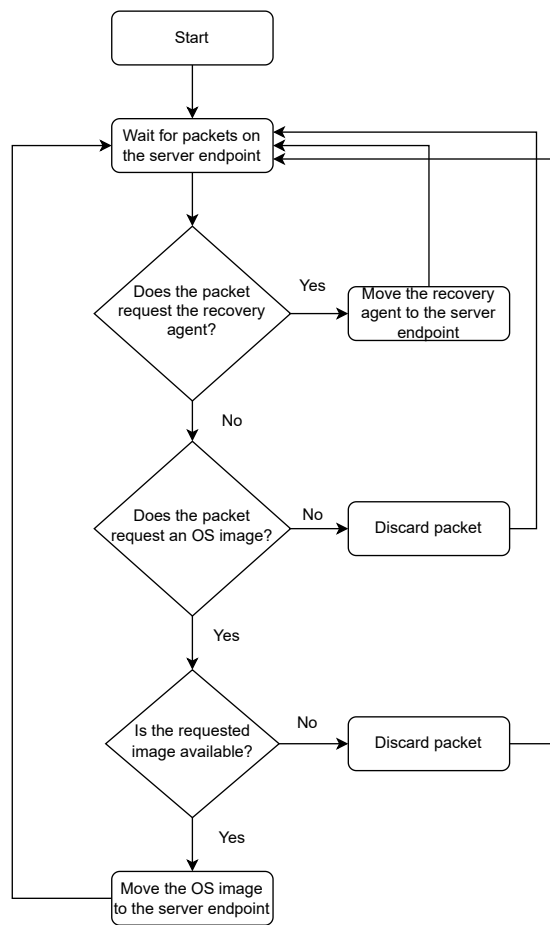 Start
Wait for packets on
the server endpoint
Does the packet
request the recovery
agent?
Yes
Move the recovery
agent to the server
endpoint
No
Does the packet
request an OS image?
No
Discard packet
Yes
Is the requested
image available?
No
Discard packet
Yes
Move the OS image
to the server endpoint